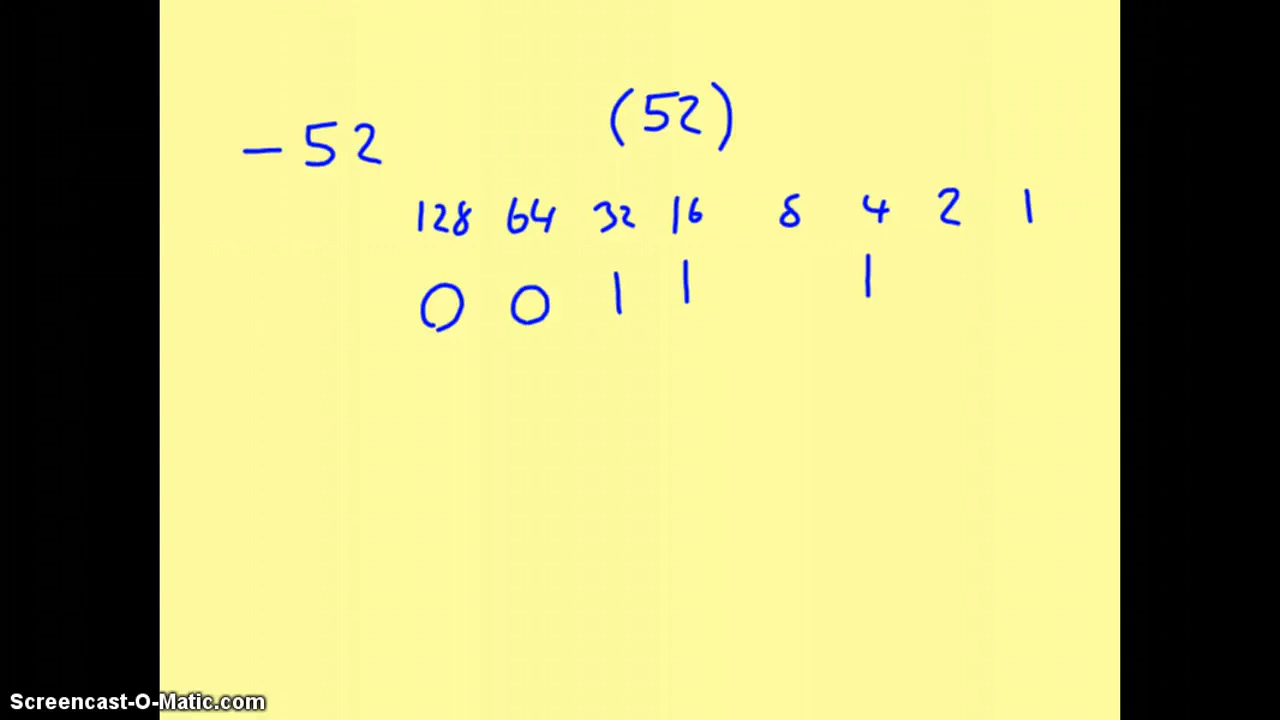 (52)
-52
128 64 32 16 8 4 2 1
0 0 1 1 1
Screencast-O-Matic.com